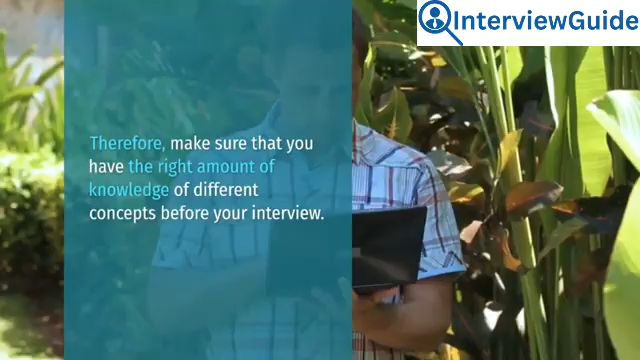 InterviewGuide
Therefore, make sure that you
have the right amount of
knowledge of different
concepts before your interview.